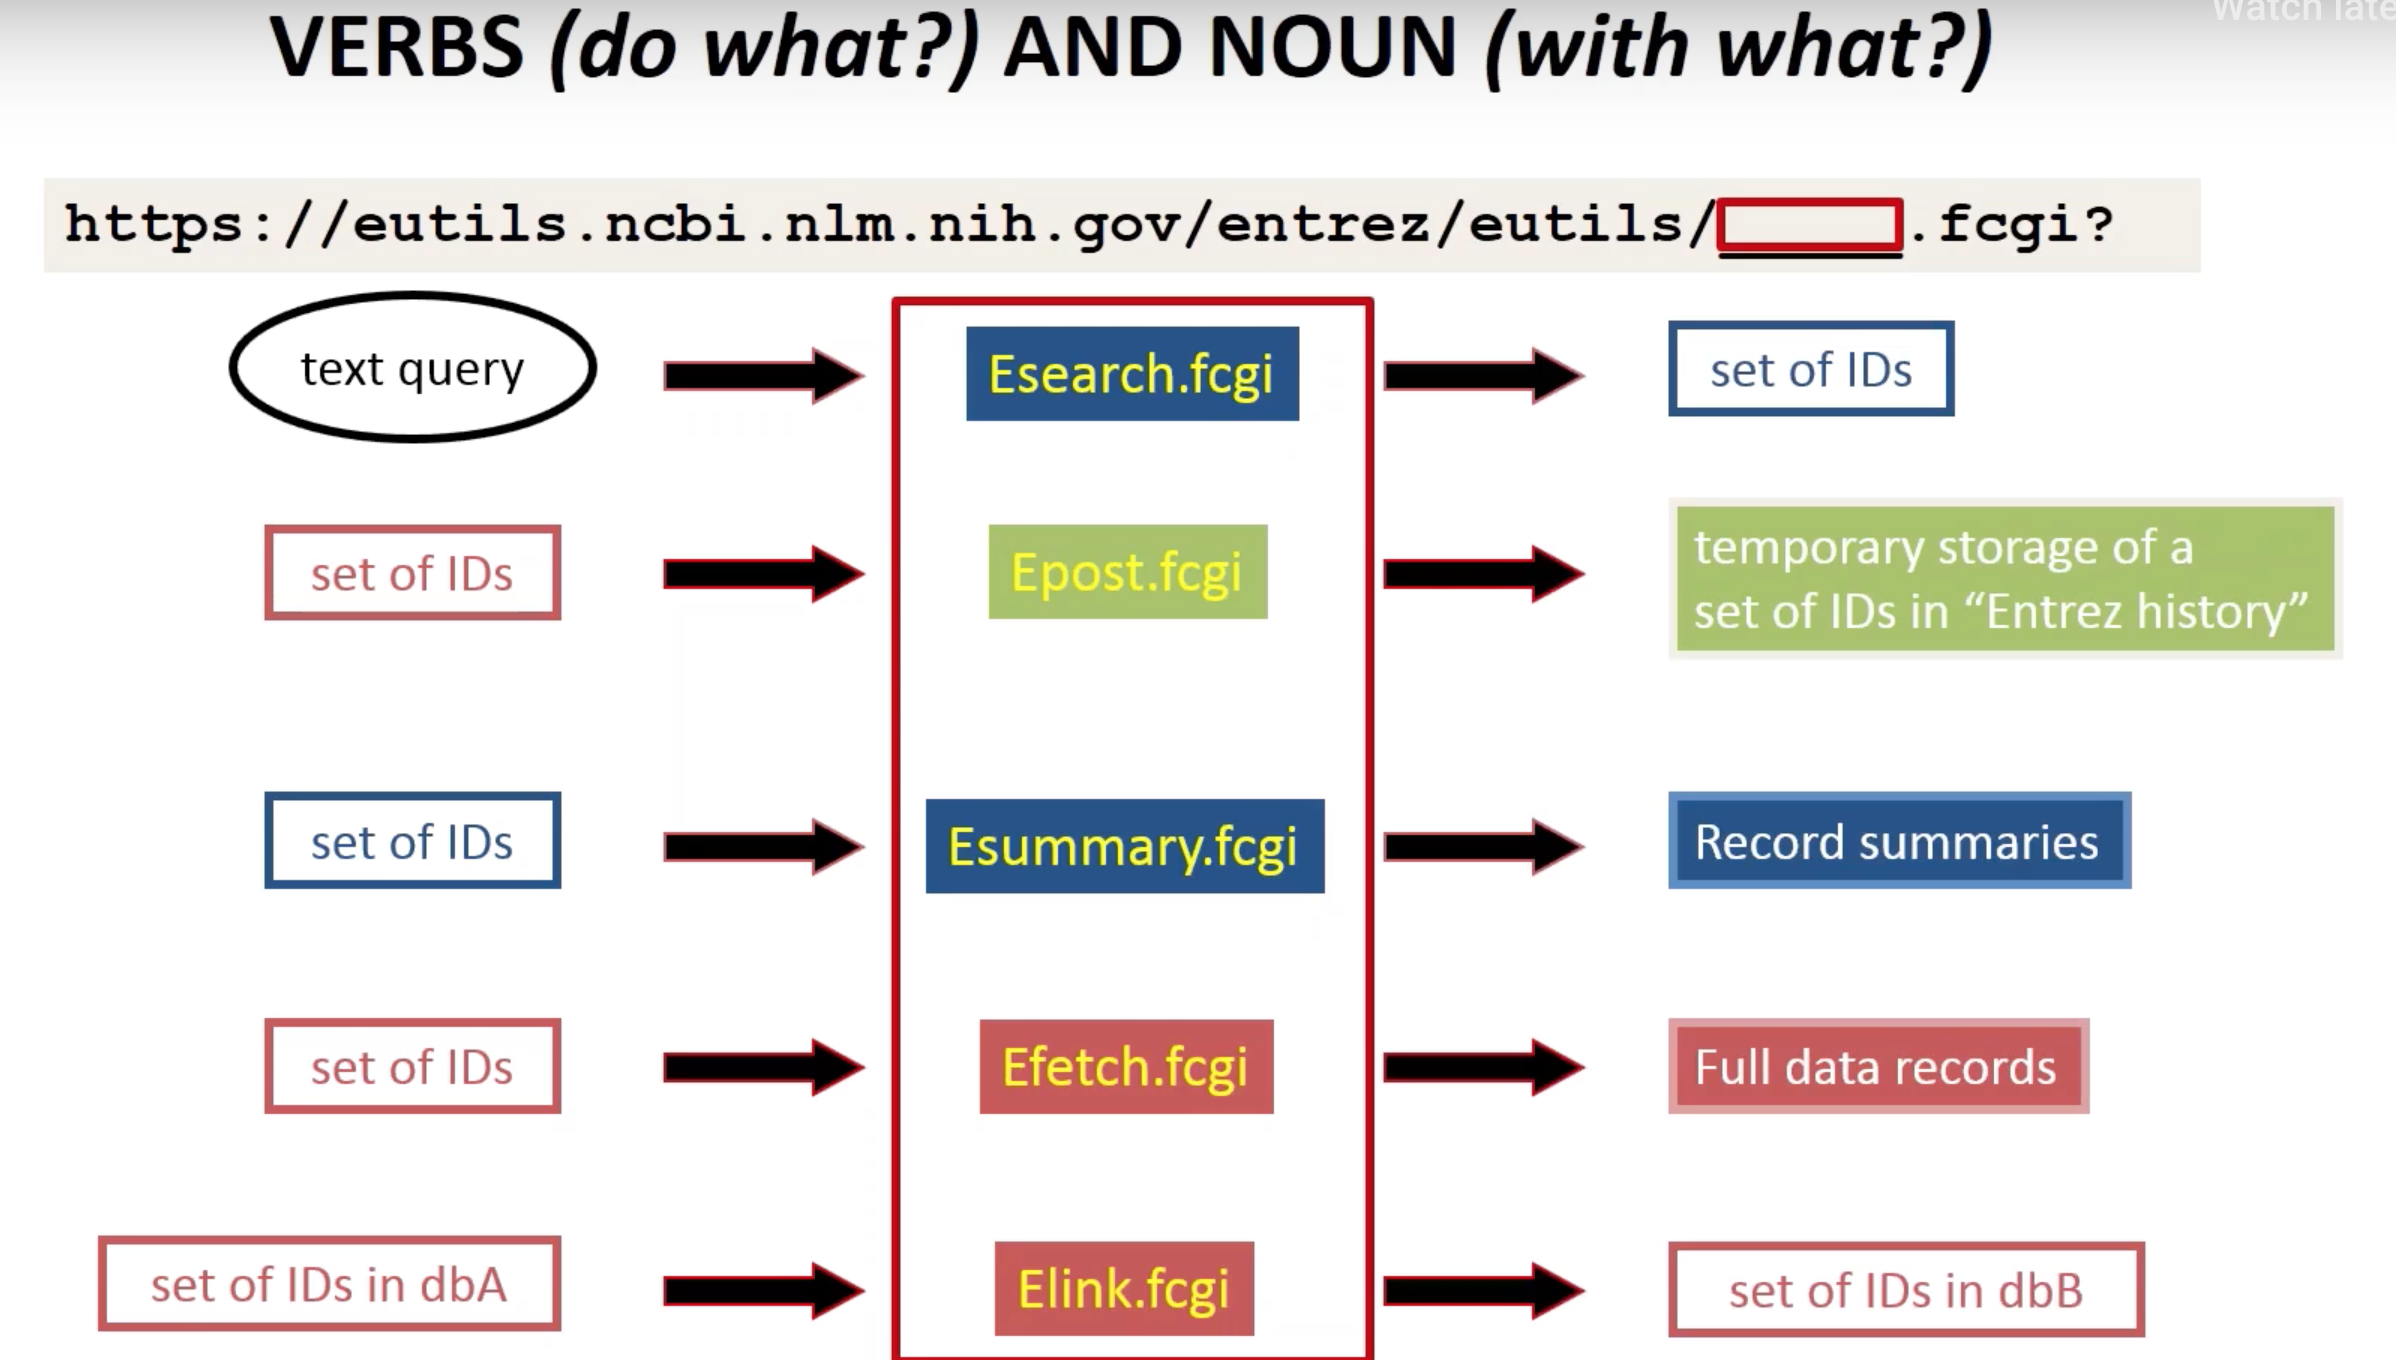 Watch late
VERBS (do what?) AND NOUN (with what?)
https://eutils.ncbi.nlm.nih.gov/entrez/eutils/ .fcgi?
text query
Esearch.fcgi
set of IDs
set of IDs
Epost.fcgi
temporary storage of a
set of IDs in “Entrez history”
set of IDs
Esummary.fcgi
Record summaries
set of IDs
Efetch.fcgi
Full data records
set of IDs in dbA
Elink.fcgi
set of IDs in dbB